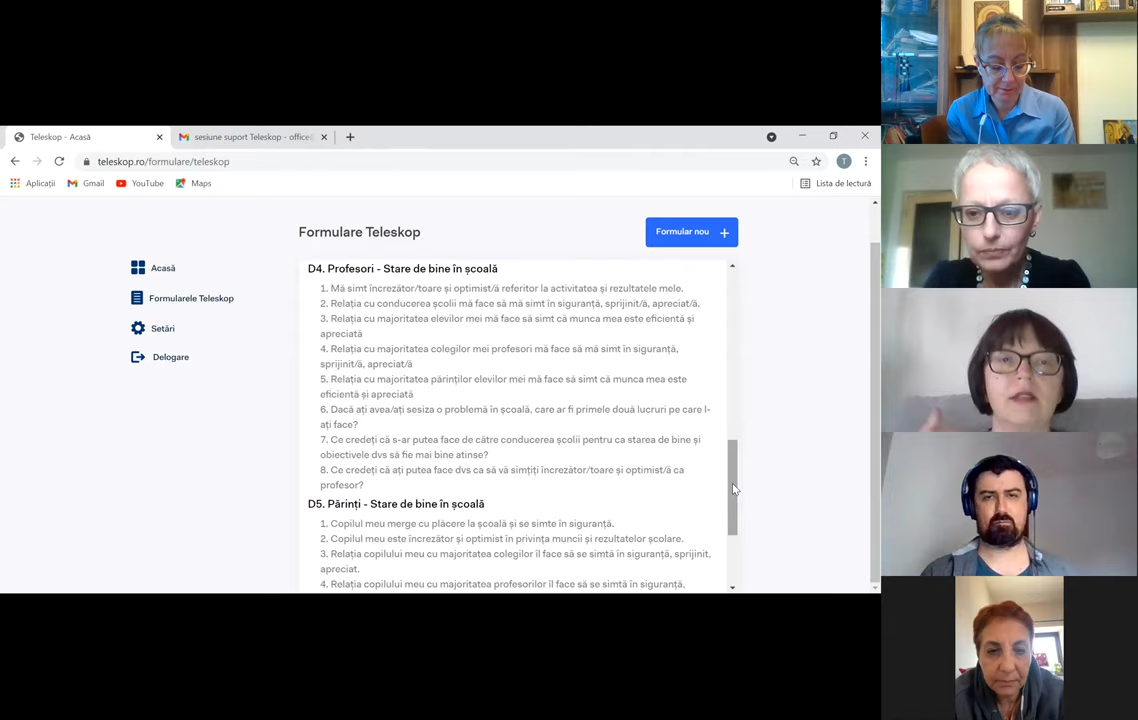 Teleskop - Acasă
sesiune suport Teleskop - office@
teleskop.ro/formulare/teleskop
T
Aplicații
Gmail
YouTube
Maps
Lista de lectură
Formulare Teleskop
Formular nou +
Acasă
Formularele Teleskop
Setări
Delogare
D4. Profesori - Stare de bine în școală
1. Mă simt încrezător/toare și optimist/ă referitor la activitatea și rezultatele mele.
2. Relația cu conducerea școlii mă face să mă simt în siguranță, sprijinit/ă, apreciat/ă.
3. Relația cu majoritatea elevilor mei mă face să simt că munca mea este eficientă și
apreciată
4. Relația cu majoritatea colegilor mei profesori mă face să mă simt în siguranță,
sprijinit/ă, apreciat/ă
5. Relația cu majoritatea părinților elevilor mei mă face să simt că munca mea este
eficientă și apreciată
6. Dacă ați avea/ați sesiza o problemă în școală, care ar fi primele două lucruri pe care l-
ați face?
7. Ce credeți că s-ar putea face de către conducerea școlii pentru ca starea de bine și
obiectivele dvs să fie mai bine atinse?
8. Ce credeți că ați putea face dvs ca să vă simțiți încrezător/toare și optimist/ă ca
profesor?
D5. Părinți - Stare de bine în școală
1. Copilul meu merge cu plăcere la școală și se simte în siguranță.
2. Copilul meu este încrezător și optimist în privința muncii și rezultatelor școlare.
3. Relația copilului meu cu majoritatea colegilor îl face să se simtă în siguranță, sprijinit,
apreciat.
4. Relația copilului meu cu majoritatea profesorilor îl face să se simtă în siguranță,